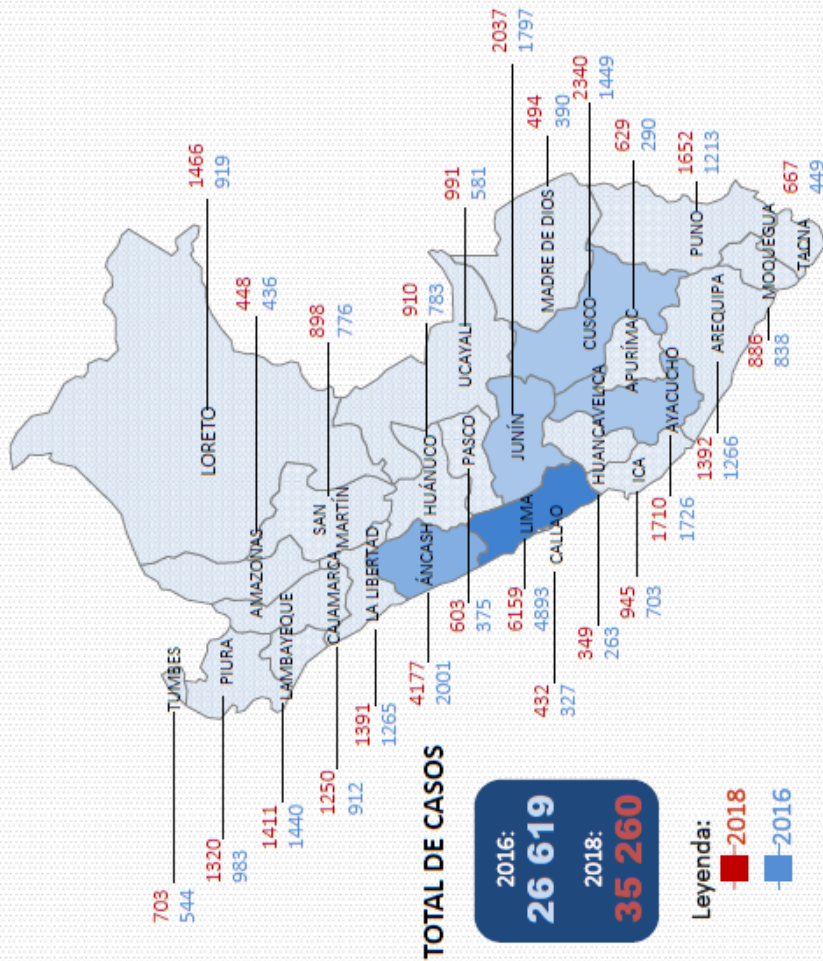 TUMBES
703
544
PIURA
1320
983
LAMBAYEQUE
1411
1440
CAJAMARCA
1250
912
LA LIBERTAD
1391
1265
AMAZONAS
448
436
LORETO
1466
919
SAN
MARTÍN
898
776
ÁNCASH
4177
2001
HUÁNUCO
910
783
PASCO
603
375
UCAYALI
991
581
LIMA
6159
4893
CALLAO
432
327
JUNÍN
2037
1797
HUANCAVELICA
349
263
ICA
945
703
AYACUCHO
1710
1726
MADRE DE DIOS
494
390
CUSCO
2340
1449
APURÍMAC
629
290
AREQUIPA
1392
1266
PUNO
1652
1213
MOQUEGUA
886
838
TACNA
667
449
TOTAL DE CASOS
2016:
26 619
2018:
35 260
Leyenda:
2018
2016